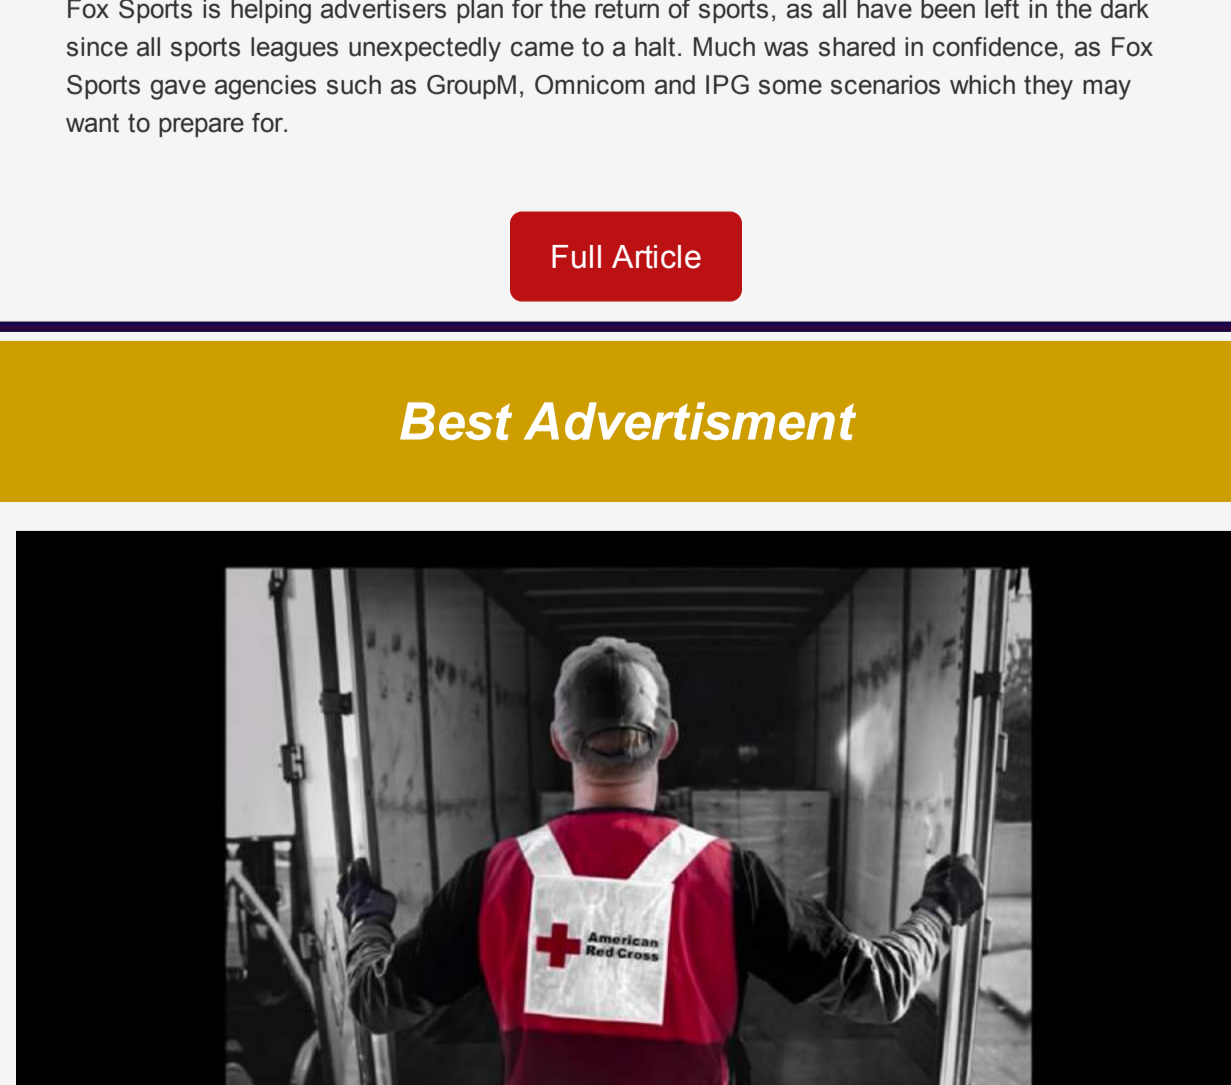 Fox Sports is helping advertisers plan for the return of sports, as all have been left in the dark
since all sports leagues unexpectedly came to a halt. Much was shared in confidence, as Fox
Sports gave agencies such as GroupM, Omnicom and IPG some scenarios which they may
want to prepare for.
Full Article
Best Advertisment
American
Red Cross